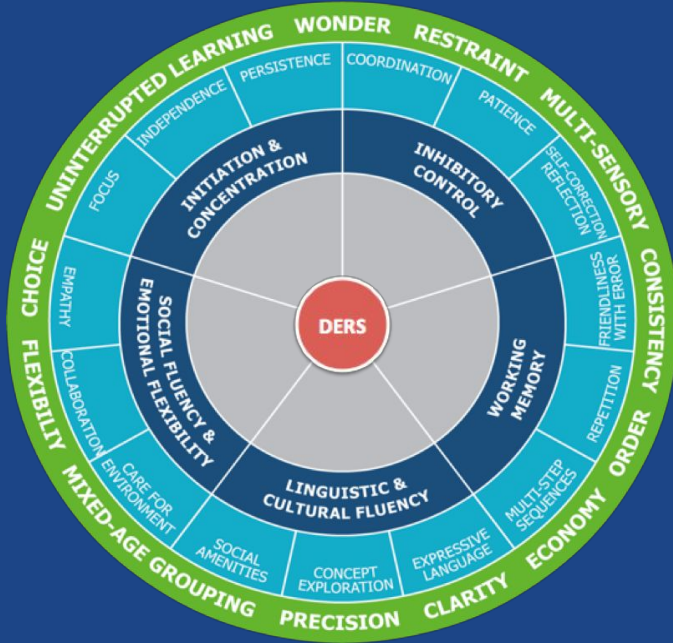 WONDER
RESTRAINT
MULTI-SENSORY
CONSISTENCY
ORDER
ECONOMY
CLARITY
PRECISION
MIXED-AGE GROUPING
FLEXIBILIY
CHOICE
UNINTERRUPTED LEARNING
COORDINATION
PATIENCE
SELF-CORRECTION
REFLECTION
FRIENDLINESS
WITH ERROR
REPETITION
MULTI-STEP
SEQUENCES
EXPRESSIVE
LANGUAGE
CONCEPT
EXPLORATION
SOCIAL
AMENITIES
CARE FOR
ENVIRONMENT
COLLABORATION
EMPATHY
FOCUS
INDEPENDENCE
PERSISTENCE
INHIBITORY
CONTROL
WORKING
MEMORY
LINGUISTIC &
CULTURAL FLUENCY
SOCIAL FLUENCY &
EMOTIONAL FLEXIBILITY
INITIATION &
CONCENTRATION
DERS